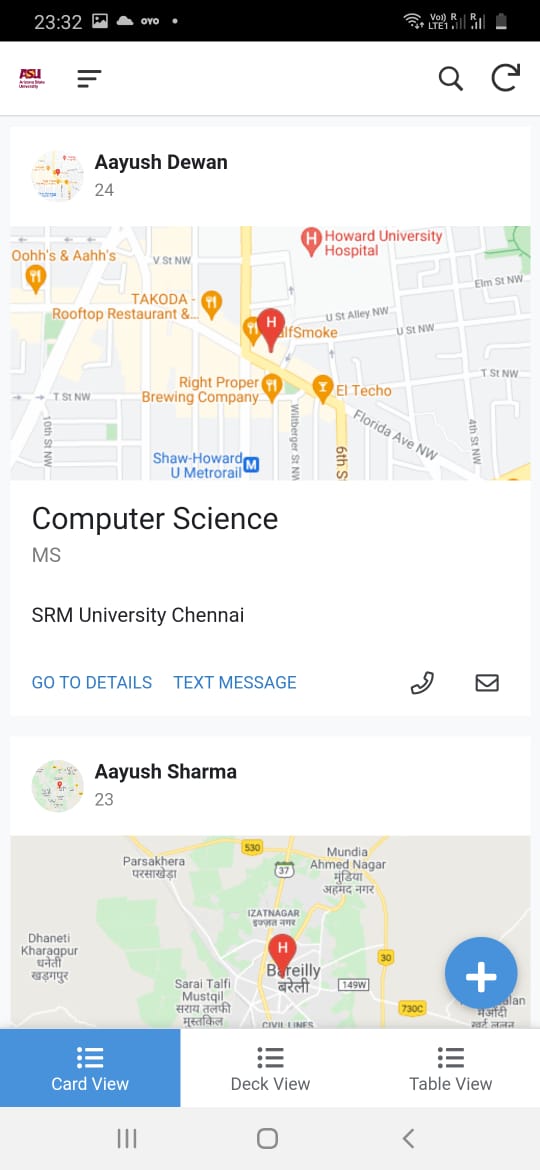 23:32
OYO
Vo)) R
LTE1
R
ASU
Arizona State
University
Aayush Dewan
24
Howard University
Hospital
Oohh's & Aahh's
V St NW
Elm St NW
TAKODA -
Rooftop Restaurant &...
H
U St Alley NW
alfSmoke
U St NW
T St NW
Right Proper
Brewing Company
El Techo
T St NW
10th St NW
Wiltberger St NW
Florida Ave NW
4th St NW
6th S
Shaw-Howard
U Metrorail
M
Computer Science
MS
SRM University Chennai
GO TO DETAILS TEXT MESSAGE
Aayush Sharma
23
530
Parsakhera
परसाखेड़ा
37
Mundia
Ahmed Nagar
मुंडिया
अहमद नगर
IZATNAGAR
इज्जत नगर
Dhaneti
Kharagpur
धनेती
खड़गपुर
H
Bareilly
बरेली
30
149W
Sarai Talfi
Mustqil
सराय तलफी
मुस्तकिल
730C
CIVIL LINES
Card View
Deck View
Table View